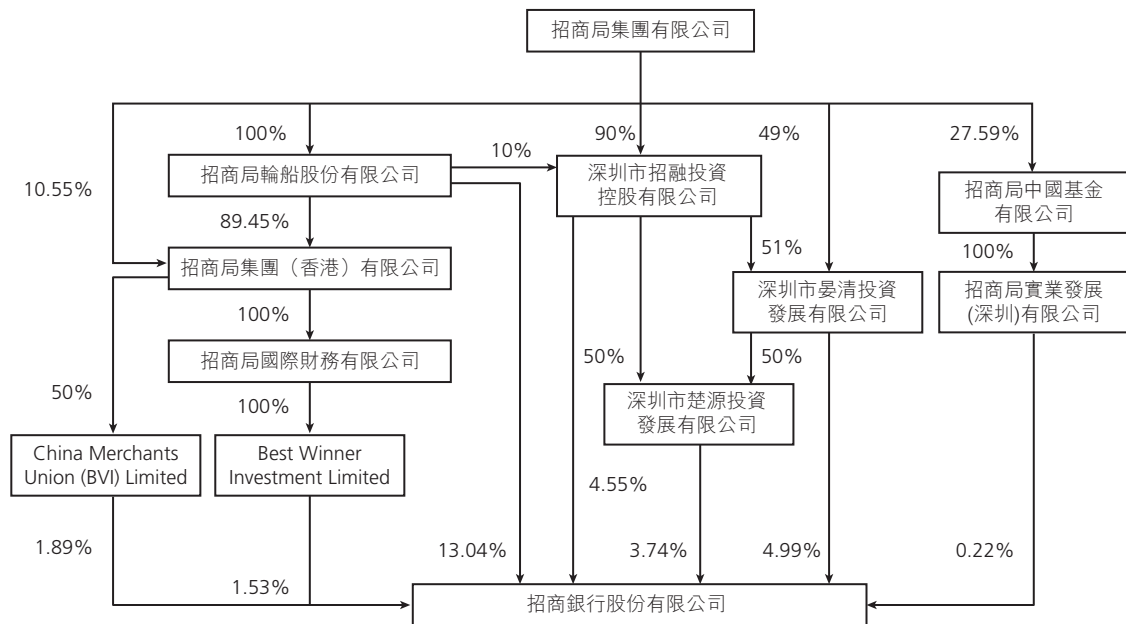 招商局集團有限公司
100%
90%
49%
27.59%
10%
招商局輪船股份有限公司
深圳市招融投資
控股有限公司
招商局中國基金
有限公司
10.55%
89.45%
51%
100%
招商局集團（香港）有限公司
深圳市晏清投資
發展有限公司
招商局實業發展
(深圳)有限公司
100%
招商局國際財務有限公司
50%
50%
50%
100%
深圳市楚源投資
發展有限公司
China Merchants
Union (BVI) Limited
Best Winner
Investment Limited
4.55%
1.89%
1.53%
13.04%
3.74%
4.99%
0.22%
招商銀行股份有限公司